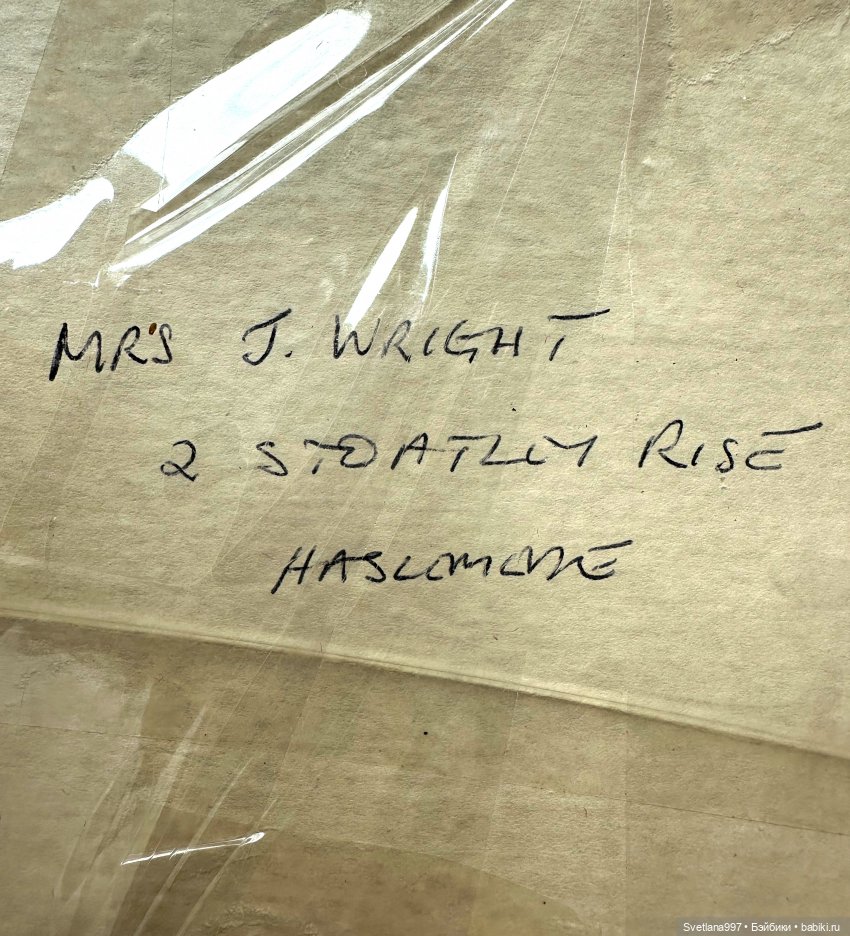 MRS J. WRIGHT
2 STOATLEY RISE
HASLEMERE
Svetlana997 • Бэйбики • babiki.ru